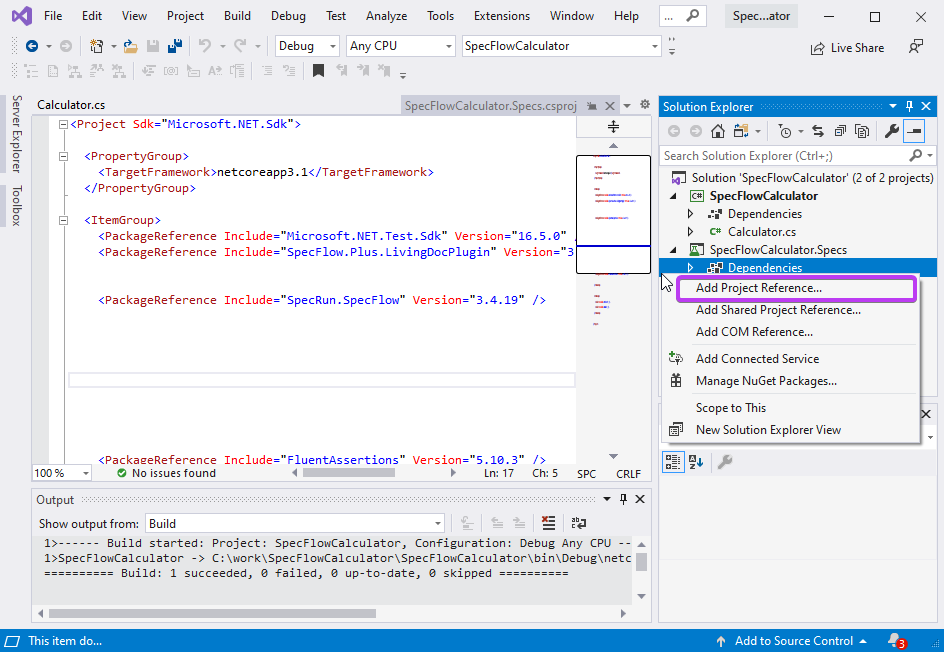 File Edit View Project Build Debug Test Analyze Tools Extensions Window Help ... Spec...ator
Debug Any CPU SpecFlowCalculator Live Share
Server Explorer
Toolbox
Calculator.cs SpecFlowCalculator.Specs.csproj
<Project Sdk="Microsoft.NET.Sdk">
<PropertyGroup>
<TargetFramework>netcoreapp3.1</TargetFramework>
</PropertyGroup>
<ItemGroup>
<PackageReference Include="Microsoft.NET.Test.Sdk" Version="16.5.0" /
<PackageReference Include="SpecFlow.Plus.LivingDocPlugin" Version="3
<PackageReference Include="SpecRun.SpecFlow" Version="3.4.19" />
<PackageReference Include="FluentAssertions" Version="5.10.3" />
100 % No issues found Ln: 17 Ch: 5 SPC CRLF
Output
Show output from: Build
1>------ Build started: Project: SpecFlowCalculator, Configuration: Debug Any CPU --
1>SpecFlowCalculator -> C:\work\SpecFlowCalculator\SpecFlowCalculator\bin\Debug\netc
========== Build: 1 succeeded, 0 failed, 0 up-to-date, 0 skipped ==========
Solution Explorer
Search Solution Explorer (Ctrl+;)
Solution 'SpecFlowCalculator' (2 of 2 projects)
C# SpecFlowCalculator
Dependencies
C# Calculator.cs
SpecFlowCalculator.Specs
Dependencies
Add Project Reference...
Add Shared Project Reference...
Add COM Reference...
Add Connected Service
Manage NuGet Packages...
Scope to This
New Solution Explorer View
This item do... Add to Source Control 3